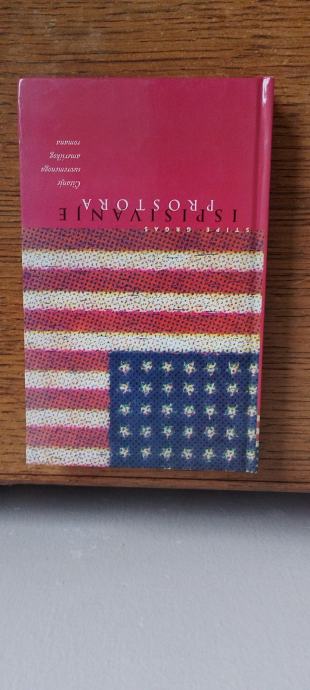 STIPE GRGAS
ISPISIVANJE
PROSTORA
Čitanje
suvremenoga
američkog
romana